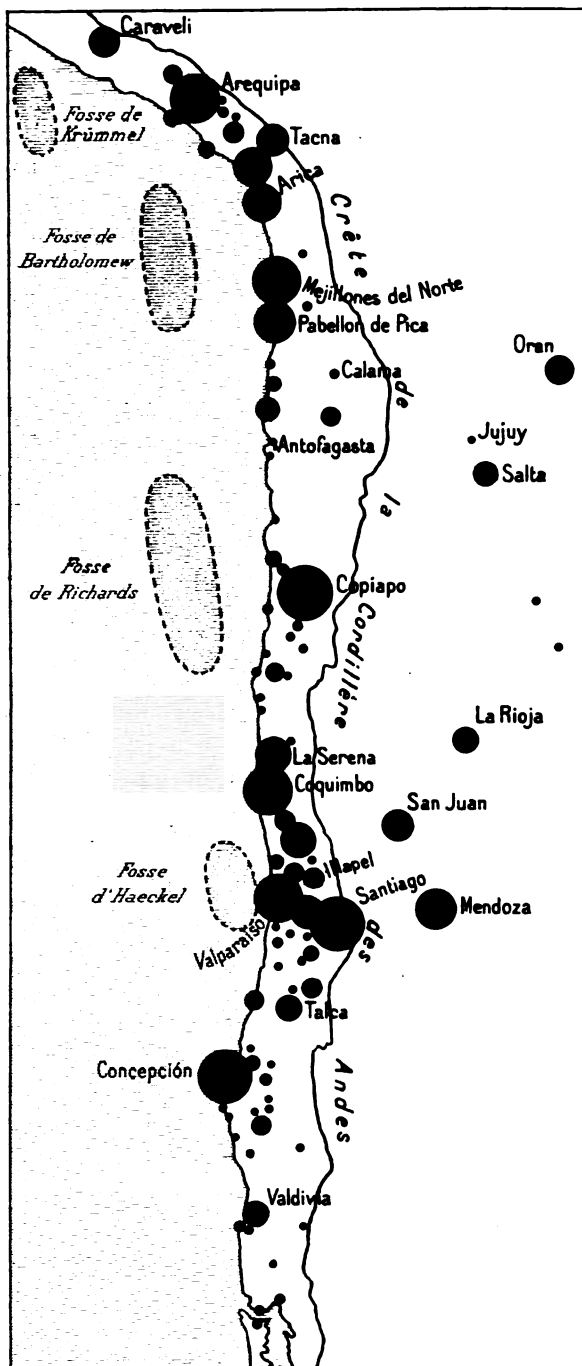 Caraveli
Arequipa
Fosse de
Krümmel
Tacna
Arica
Crête
de
la
Cordillère
des
Andes
Fosse de
Bartholomew
Mejillones del Norte
Pabellon de Pica
Oran
Calama
Jujuy
Antofagasta
Salta
Fosse
de Richards
Copiapo
La Rioja
La Serena
Coquimbo
San Juan
Illapel
Fosse
d'Haeckel
Santiago
Mendoza
Valparaiso
Talca
Concepción
Valdivia